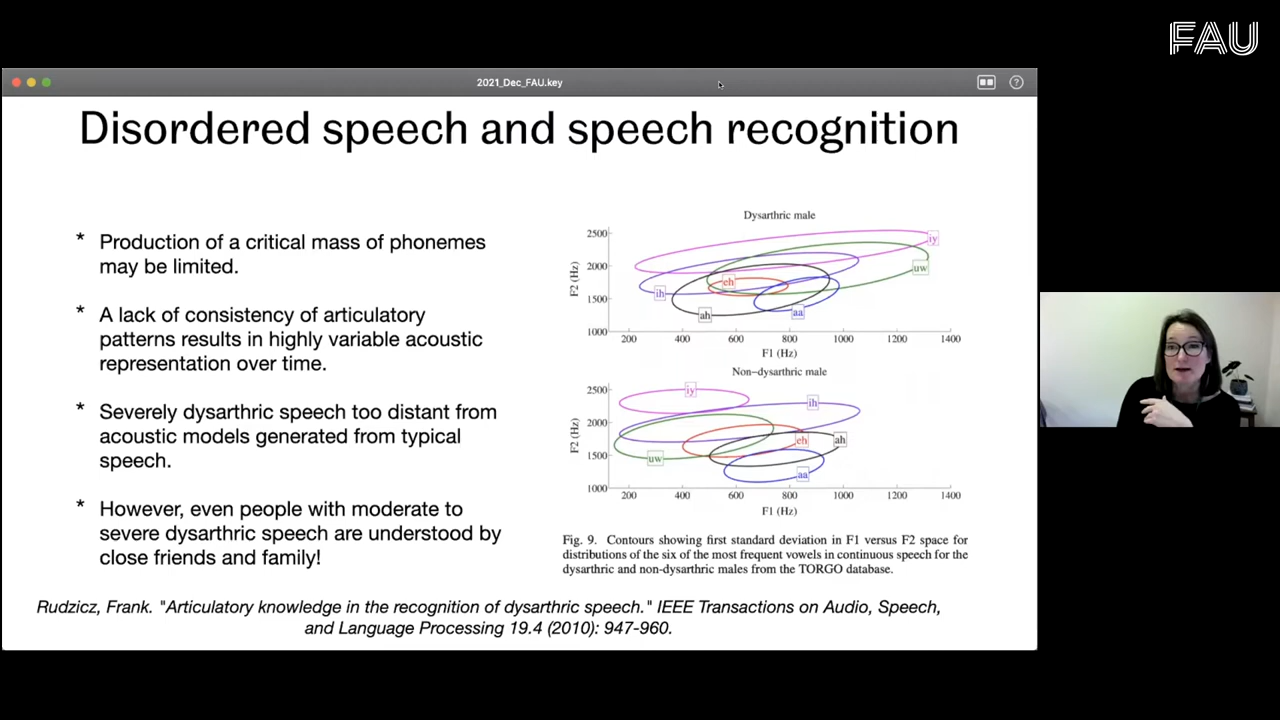 FAU
2021_Dec_FAU.key
?
Disordered speech and speech recognition
* Production of a critical mass of phonemes
may be limited.
* A lack of consistency of articulatory
patterns results in highly variable acoustic
representation over time.
* Severely dysarthric speech too distant from
acoustic models generated from typical
speech.
* However, even people with moderate to
severe dysarthric speech are understood by
close friends and family!
Dysarthric male
2500
2000
1500
1000
F2 (Hz)
iy
uw
eh
ih
ah
aa
200 400 600 800 1000 1200 1400
F1 (Hz)
Non-dysarthric male
2500
2000
1500
1000
F2 (Hz)
iy
ih
eh
ah
uw
aa
200 400 600 800 1000 1200 1400
F1 (Hz)
Fig. 9. Contours showing first standard deviation in F1 versus F2 space for
distributions of the six of the most frequent vowels in continuous speech for the
dysarthric and non-dysarthric males from the TORGO database.
Rudzicz, Frank. "Articulatory knowledge in the recognition of dysarthric speech." IEEE Transactions on Audio, Speech,
and Language Processing 19.4 (2010): 947-960.